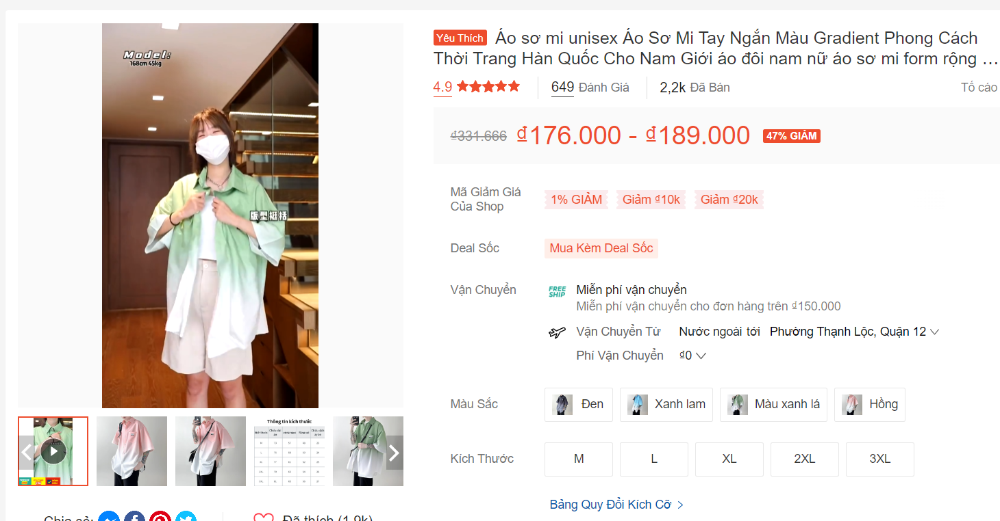 Model:
168cm 45kg
版型挺括
Yêu Thích Áo sơ mi unisex Áo Sơ Mi Tay Ngắn Màu Gradient Phong Cách
Thời Trang Hàn Quốc Cho Nam Giới áo đôi nam nữ áo sơ mi form rộng …
4.9 649 Đánh Giá 2,2k Đã Bán Tố cáo
₫331.666 ₫176.000 - ₫189.000 47% GIẢM
Mã Giảm Giá
Của Shop
1% GIẢM Giảm ₫10k Giảm ₫20k
Deal Sốc Mua Kèm Deal Sốc
Vận Chuyển FREE SHIP Miễn phí vận chuyển
Miễn phí vận chuyển cho đơn hàng trên ₫150.000
Vận Chuyển Từ Nước ngoài tới Phường Thạnh Lộc, Quận 12
Phí Vận Chuyển ₫0
Màu Sắc Đen Xanh lam Màu xanh lá Hồng
Kích Thước M L XL 2XL 3XL
Bảng Quy Đổi Kích Cỡ >
Thông tin kích thước
Chia sẻ: Đã thích (1,9k)